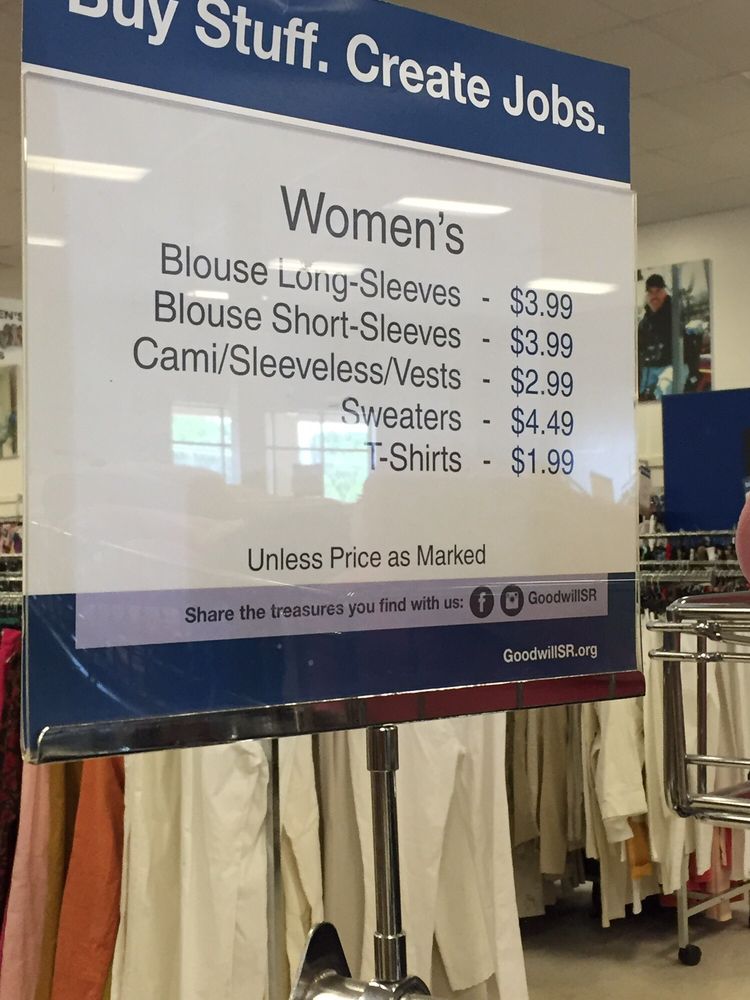 Buy Stuff. Create Jobs.
Women's
Blouse Long-Sleeves - $3.99
Blouse Short-Sleeves - $3.99
Cami/Sleeveless/Vests - $2.99
Sweaters - $4.49
T-Shirts - $1.99
Unless Price as Marked
Share the treasures you find with us: f GoodwillSR
GoodwillSR.org